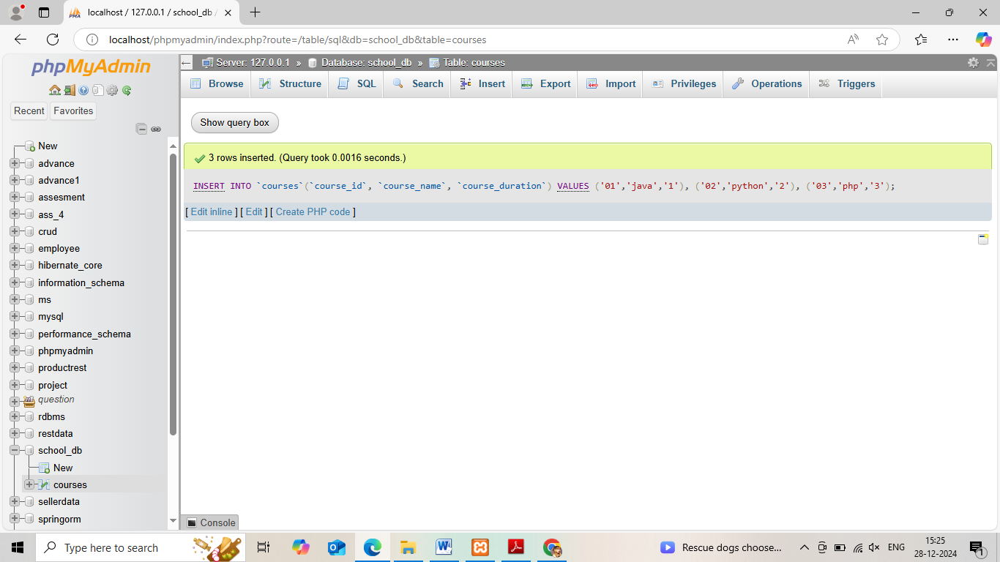 localhost / 127.0.0.1 / school_db /
localhost/phpmyadmin/index.php?route=/table/sql&db=school_db&table=courses
phpMyAdmin
Recent Favorites
New
advance
advance1
assesment
ass_4
crud
employee
hibernate_core
information_schema
ms
mysql
performance_schema
phpmyadmin
productrest
project
question
rdbms
restdata
school_db
New
courses
sellerdata
springorm
Server: 127.0.0.1 » Database: school_db » Table: courses
Browse Structure SQL Search Insert Export Import Privileges Operations Triggers
Show query box
3 rows inserted. (Query took 0.0016 seconds.)
INSERT INTO `courses`(`course_id`, `course_name`, `course_duration`) VALUES ('01','java','1'), ('02','python','2'), ('03','php','3');
[ Edit inline ] [ Edit ] [ Create PHP code ]
Console
Type here to search
Rescue dogs choose...
ENG
15:25
28-12-2024
1